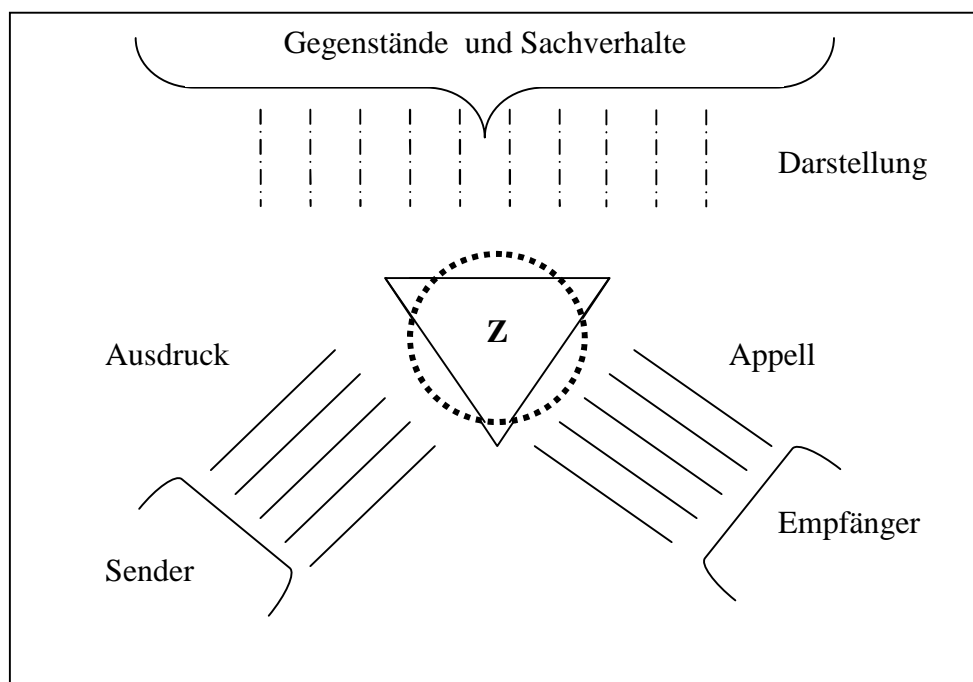 Gegenstände und Sachverhalte
Darstellung
Z
Ausdruck
Appell
Empfänger
Sender